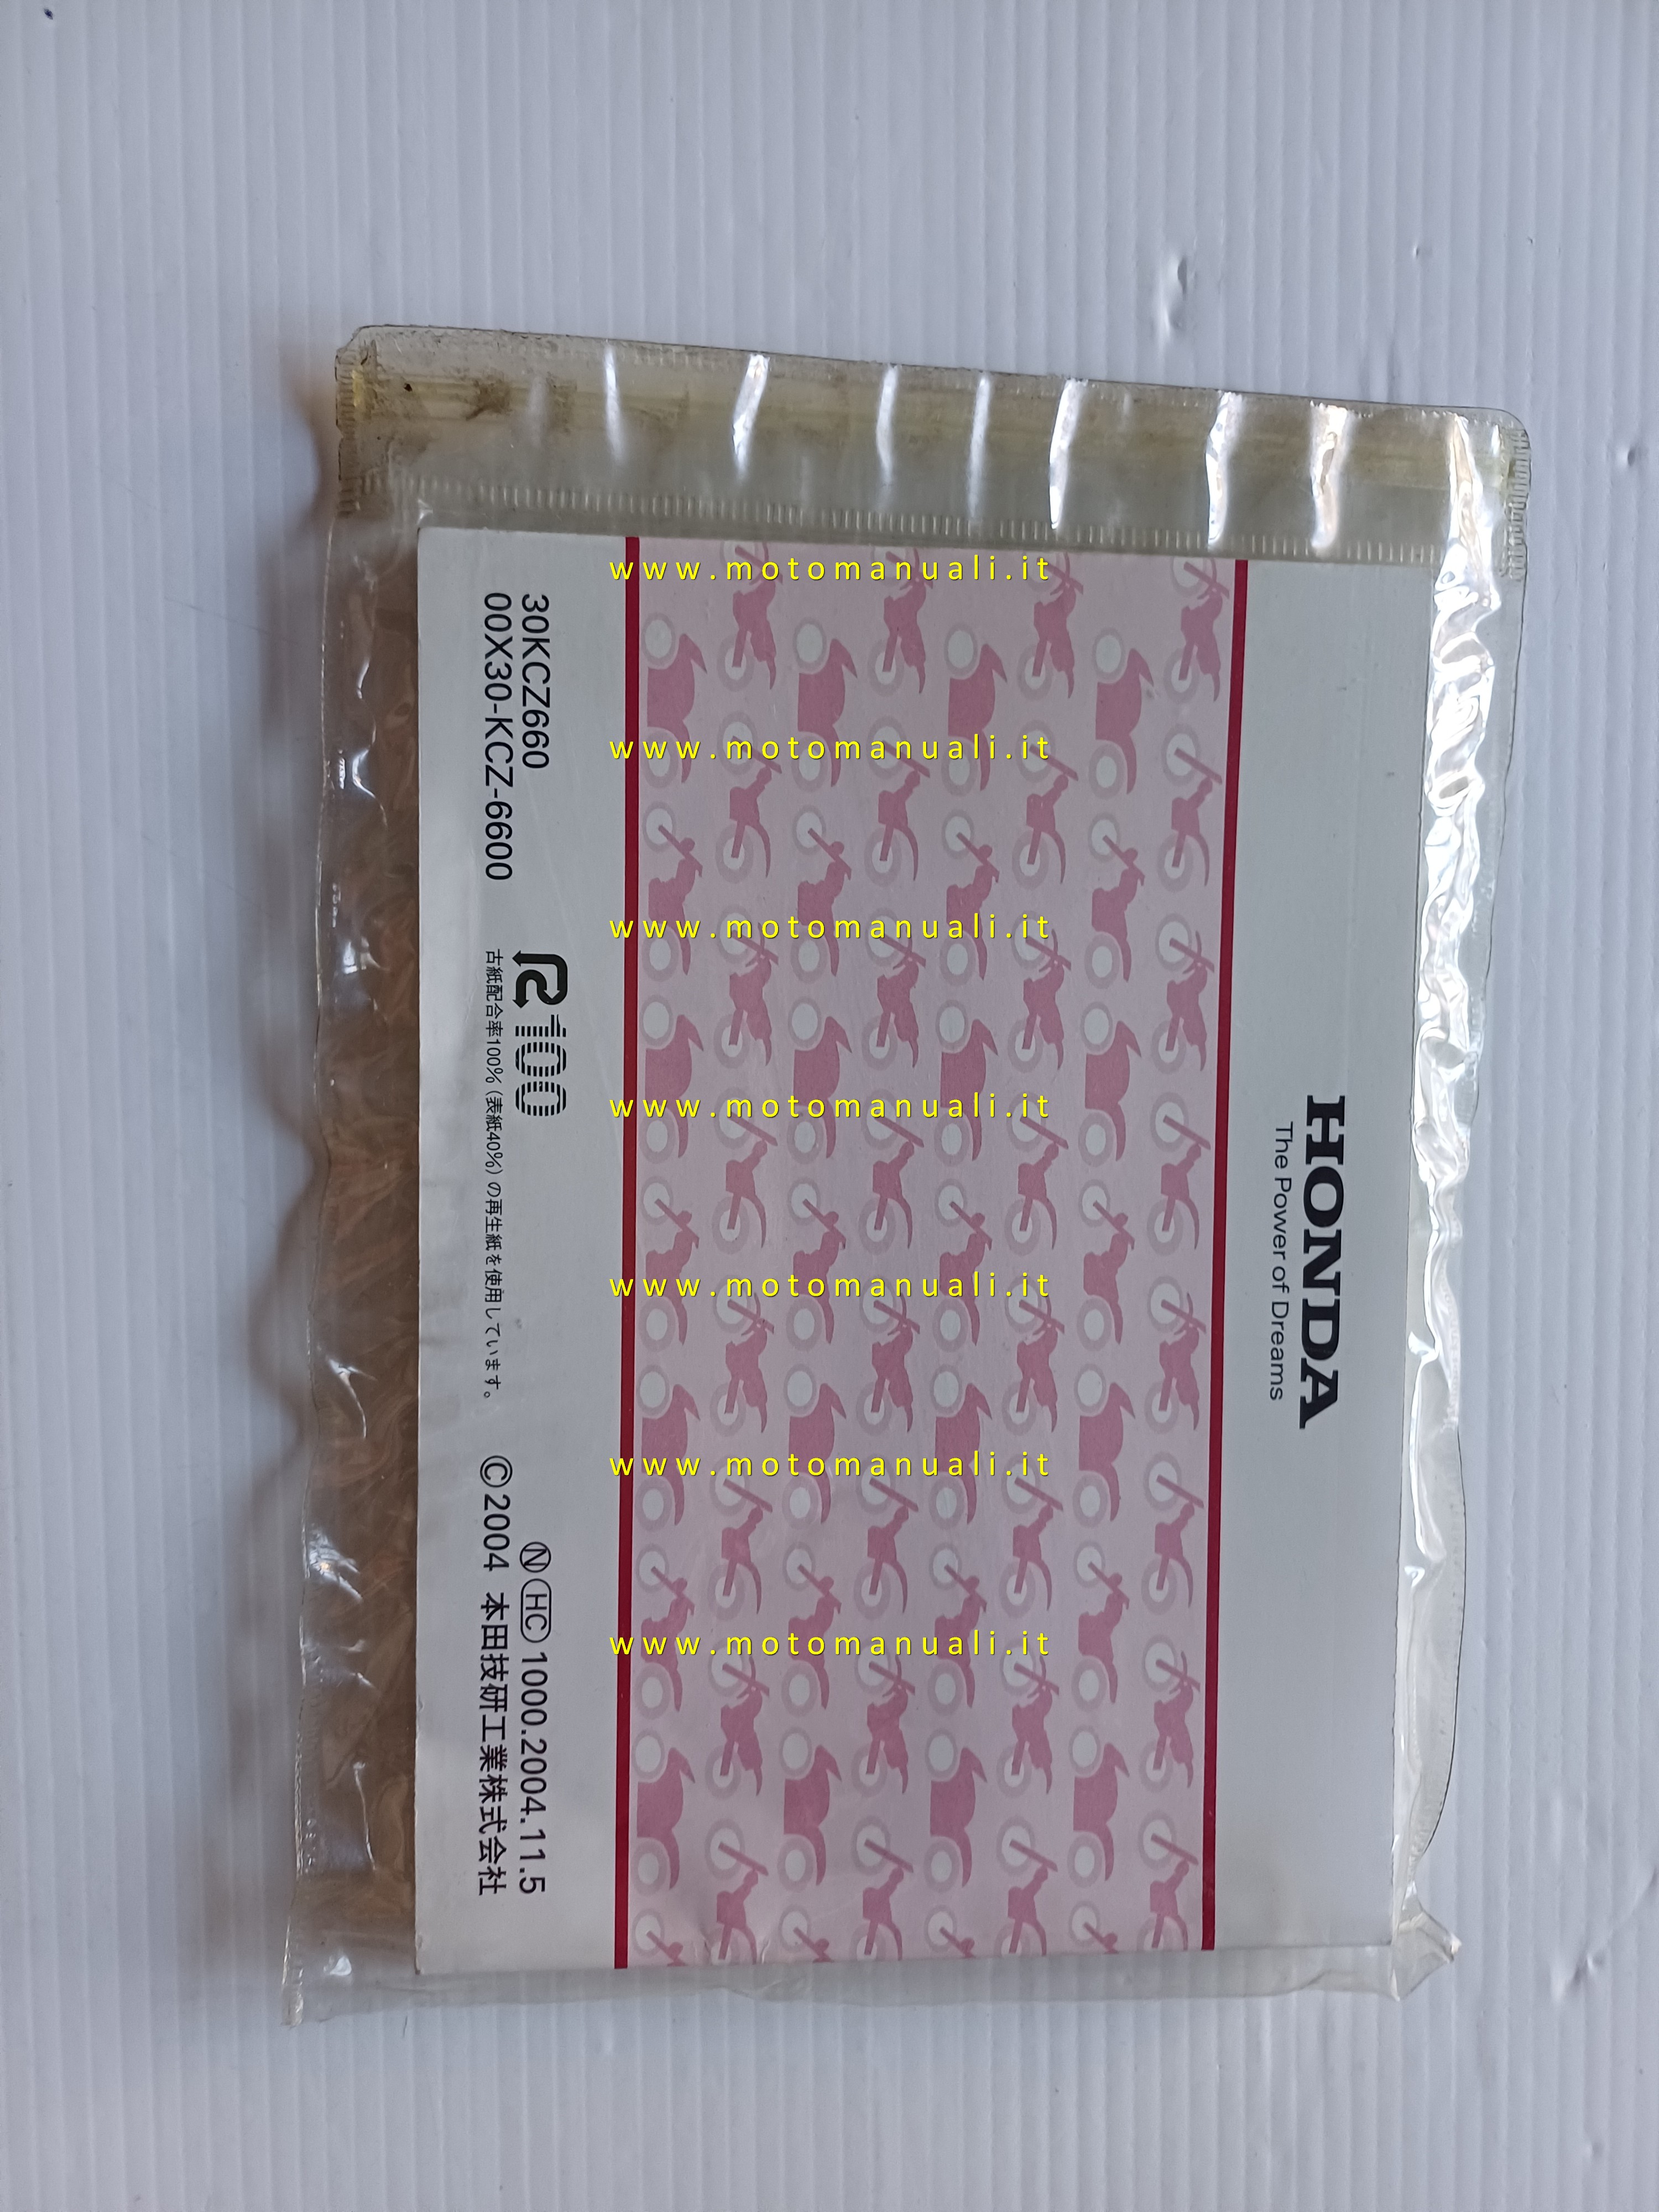 HONDA
The Power of Dreams
www.motomanuali.it
www.motomanuali.it
www.motomanuali.it
www.motomanuali.it
www.motomanuali.it
www.motomanuali.it
www.motomanuali.it
30KCZ660
00X30-KCZ-6600
R100
古紙配合率100%(表紙40%)の再生紙を使用しています。
Ⓝ HC 1000.2004.11.5
©2004 本田技研工業株式会社